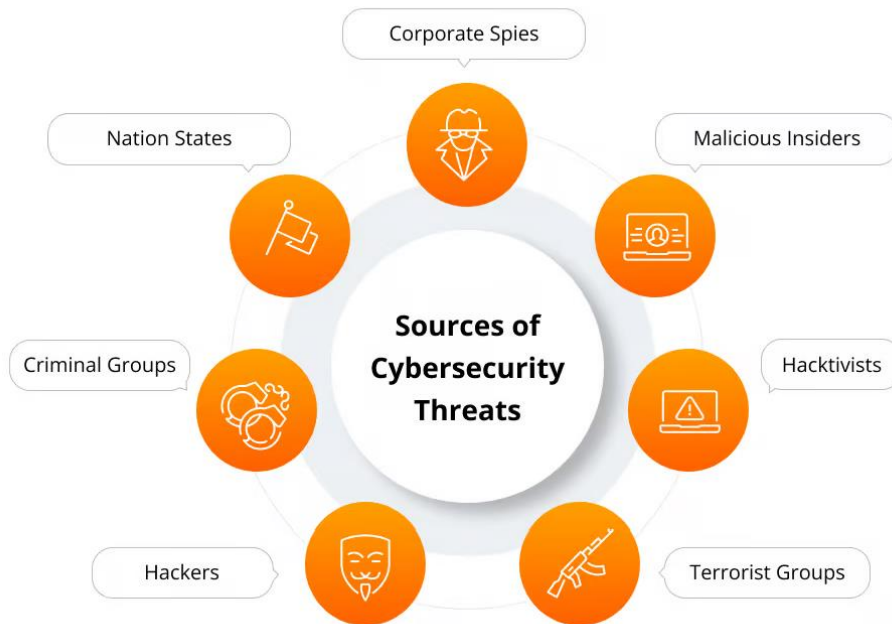 Corporate Spies
Nation States
Malicious Insiders
Sources of
Cybersecurity
Threats
Criminal Groups
Hacktivists
Hackers
Terrorist Groups